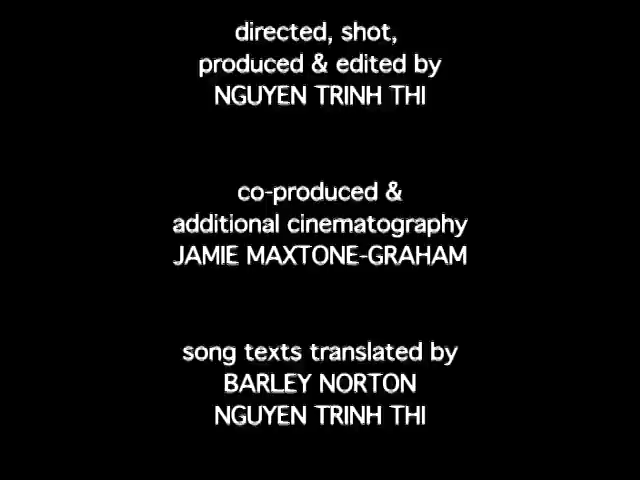 directed, shot,
produced & edited by
NGUYEN TRINH THI
co-produced &
additional cinematography
JAMIE MAXTONE-GRAHAM
song texts translated by
BARLEY NORTON
NGUYEN TRINH THI